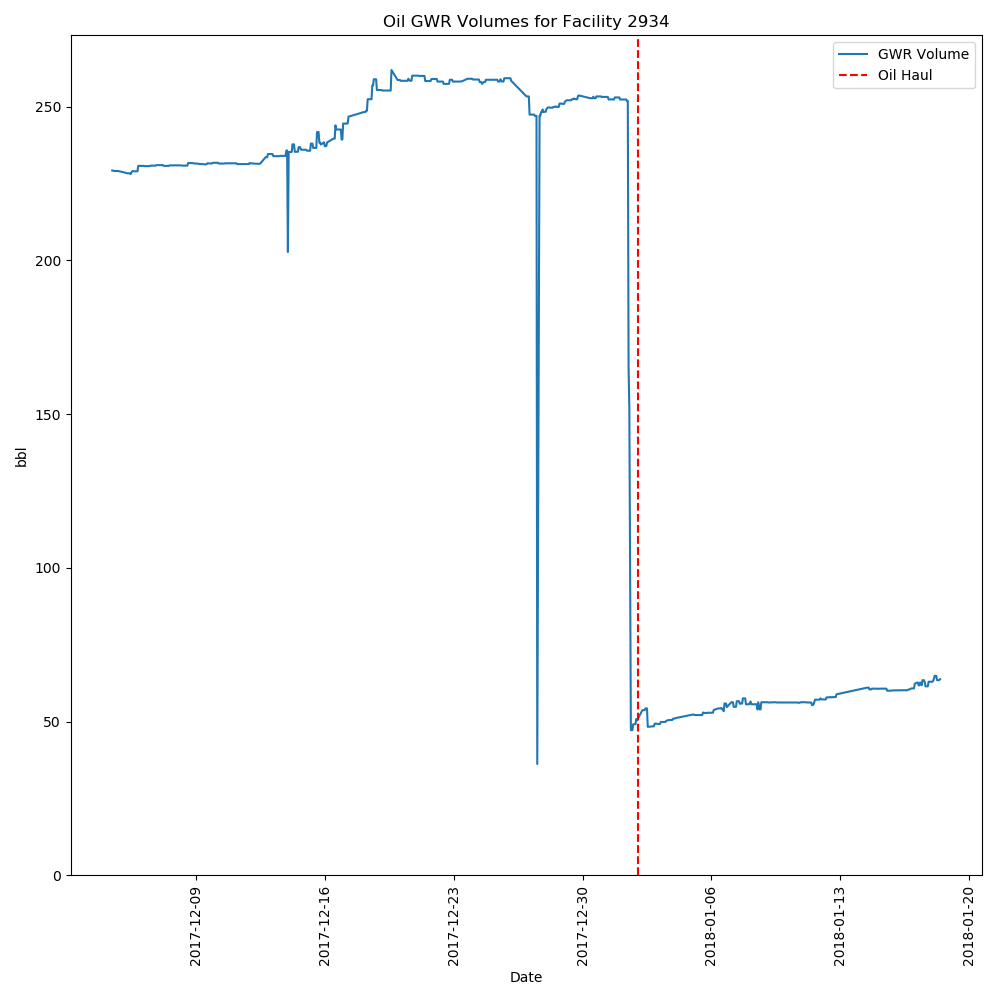 Oil GWR Volumes for Facility 2934
GWR Volume
Oil Haul
250
200
150
100
50
0
bbl
2017-12-09
2017-12-16
2017-12-23
2017-12-30
2018-01-06
2018-01-13
2018-01-20
Date